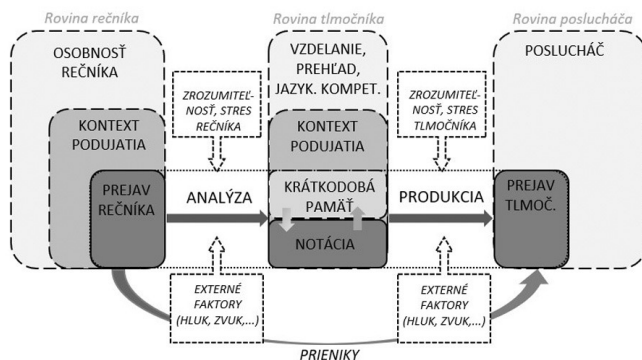 Rovina rečníka
Rovina tlmočníka
Rovina poslucháča
OSOBNOSŤ
REČNÍKA
KONTEXT
PODUJATIA
PREJAV
REČNÍKA
ZROZUMITEĽ-
NOSŤ, STRES
REČNÍKA
ANALÝZA
EXTERNÉ
FAKTORY
(HLUK, ZVUK,...)
VZDELANIE,
PREHĽAD,
JAZYK. KOMPET.
KONTEXT
PODUJATIA
KRÁTKODOBÁ
PAMÄŤ
NOTÁCIA
ZROZUMITEĽ-
NOSŤ, STRES
TLMOČNÍKA
PRODUKCIA
EXTERNÉ
FAKTORY
(HLUK, ZVUK,...)
POSLUCHÁČ
PREJAV
TLMOČ.
PRIENIKY